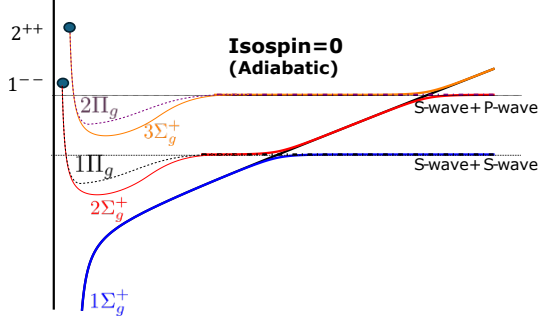 2⁺⁺
Isospin=0
(Adiabatic)
1⁻⁻
2Π_g
S-wave+P-wave
3Σ_g⁺
1Π_g
S-wave+S-wave
2Σ_g⁺
1Σ_g⁺